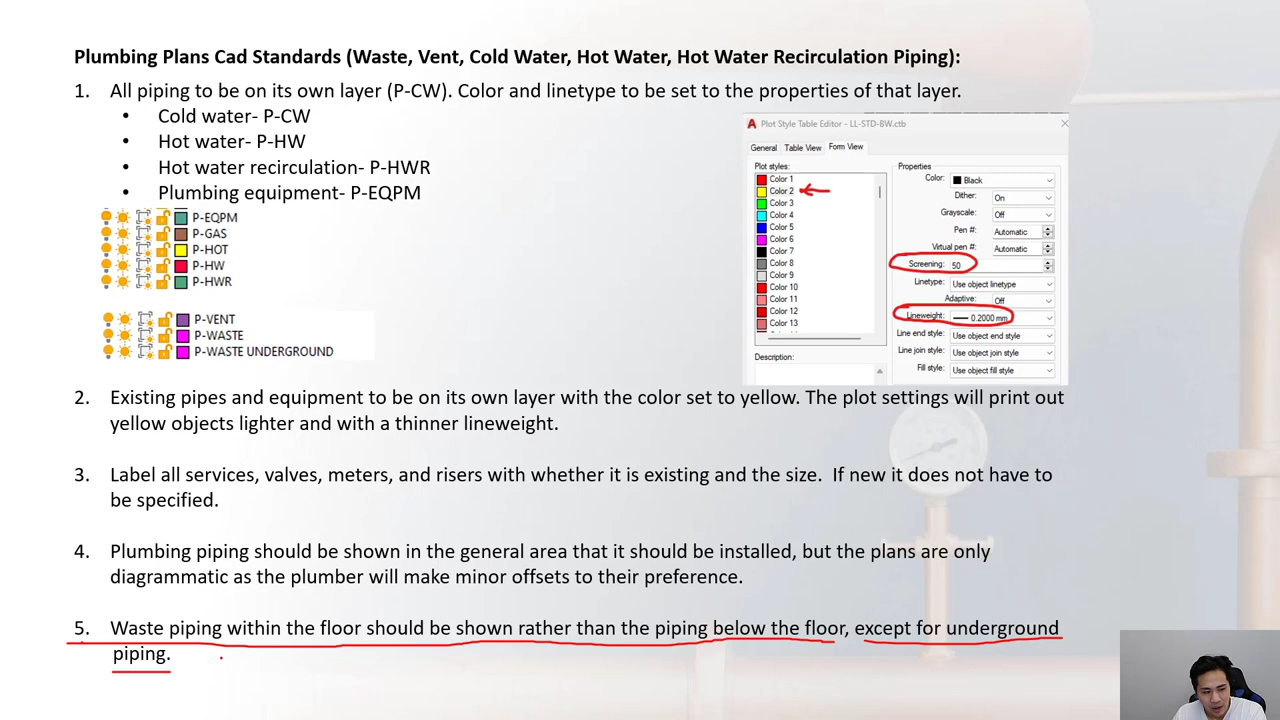 Plumbing Plans Cad Standards (Waste, Vent, Cold Water, Hot Water, Hot Water Recirculation Piping):
1. All piping to be on its own layer (P-CW). Color and linetype to be set to the properties of that layer.
• Cold water- P-CW
• Hot water- P-HW
• Hot water recirculation- P-HWR
• Plumbing equipment- P-EQPM
P-EQPM
P-GAS
P-HOT
P-HW
P-HWR
P-VENT
P-WASTE
P-WASTE UNDERGROUND
Plot Style Table Editor - LL-STD-BW.ctb
General Table View Form View
Plot styles:
Color 1
Color 2
Color 3
Color 4
Color 5
Color 6
Color 7
Color 8
Color 9
Color 10
Color 11
Color 12
Color 13
Description:
Properties
Color: Black
Dither: On
Grayscale: Off
Pen #: Automatic
Virtual pen #: Automatic
Screening: 50
Linetype: Use object linetype
Adaptive: Off
Lineweight: 0.2000 mm
Line end style: Use object end style
Line join style: Use object join style
Fill style: Use object fill style
2. Existing pipes and equipment to be on its own layer with the color set to yellow. The plot settings will print out
yellow objects lighter and with a thinner lineweight.
3. Label all services, valves, meters, and risers with whether it is existing and the size. If new it does not have to
be specified.
4. Plumbing piping should be shown in the general area that it should be installed, but the plans are only
diagrammatic as the plumber will make minor offsets to their preference.
5. Waste piping within the floor should be shown rather than the piping below the floor, except for underground
piping.